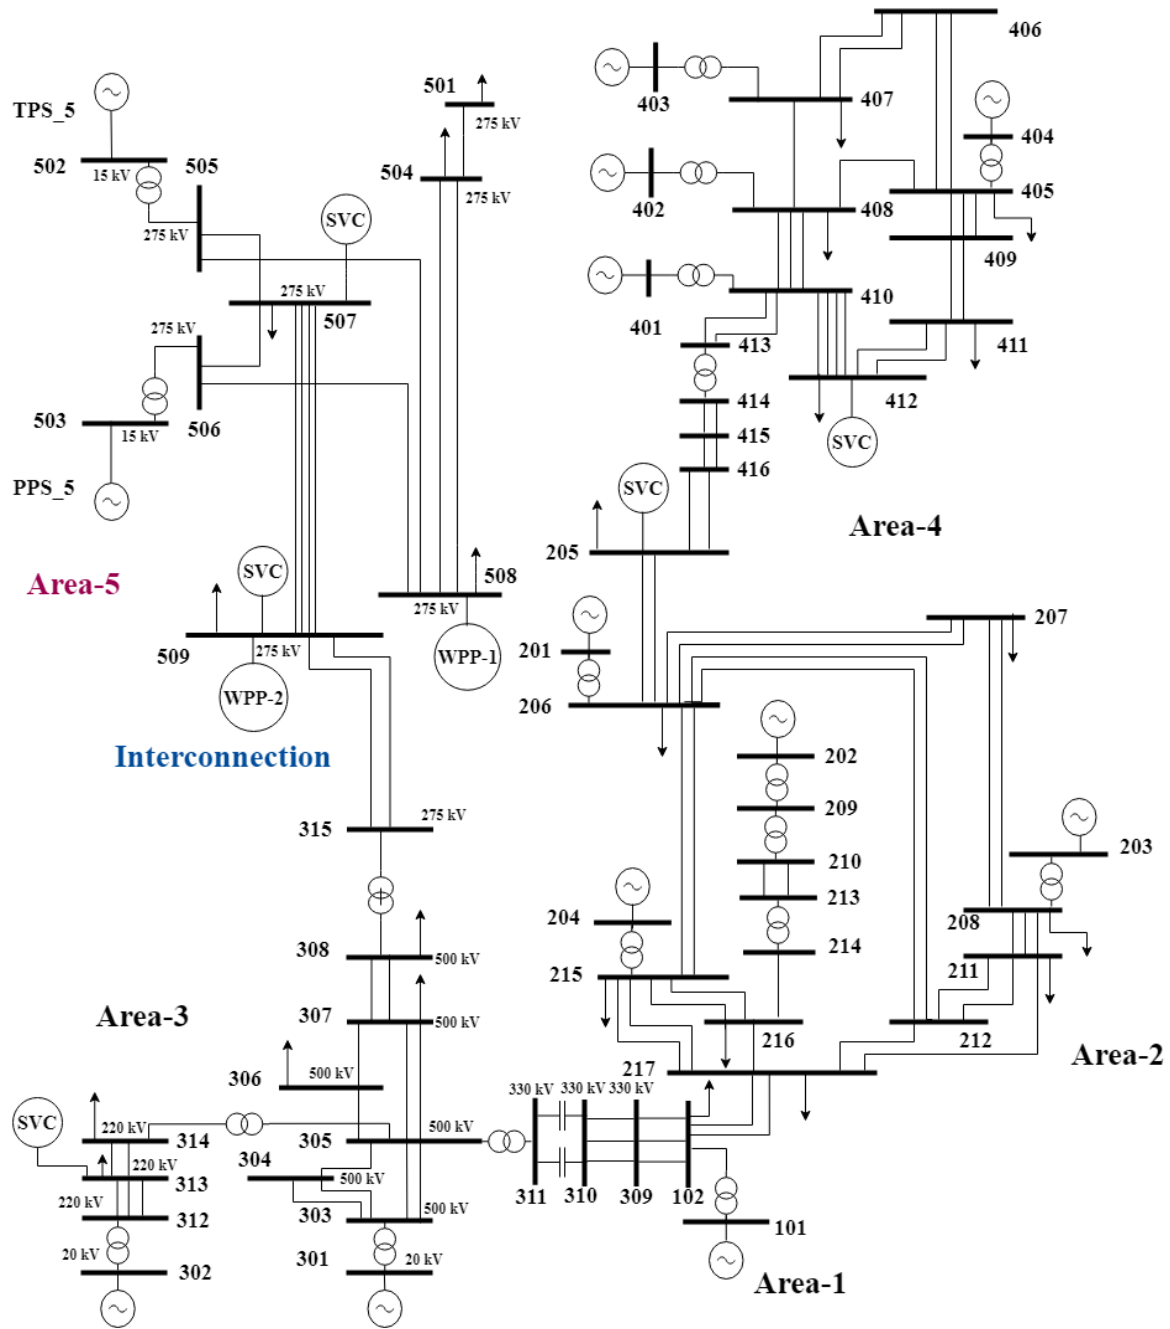 406
403
407
TPS_5
501
275 kV
404
502
15 kV
505
504
275 kV
402
408
405
275 kV
SVC
409
275 kV
507
401
410
411
275 kV
413
412
503
15 kV
506
414
SVC
415
416
PPS_5
SVC
Area-4
205
Area-5
SVC
508
275 kV
207
509
275 kV
WPP-1
201
WPP-2
206
Interconnection
202
209
315
275 kV
203
210
213
204
208
308
500 kV
214
211
215
Area-3
307
500 kV
216
212
Area-2
217
306
500 kV
330 kV
330 kV
330 kV
SVC
220 kV
314
305
500 kV
304
500 kV
220 kV
313
311
310
309
102
220 kV
312
303
500 kV
101
20 kV
302
301
20 kV
Area-1